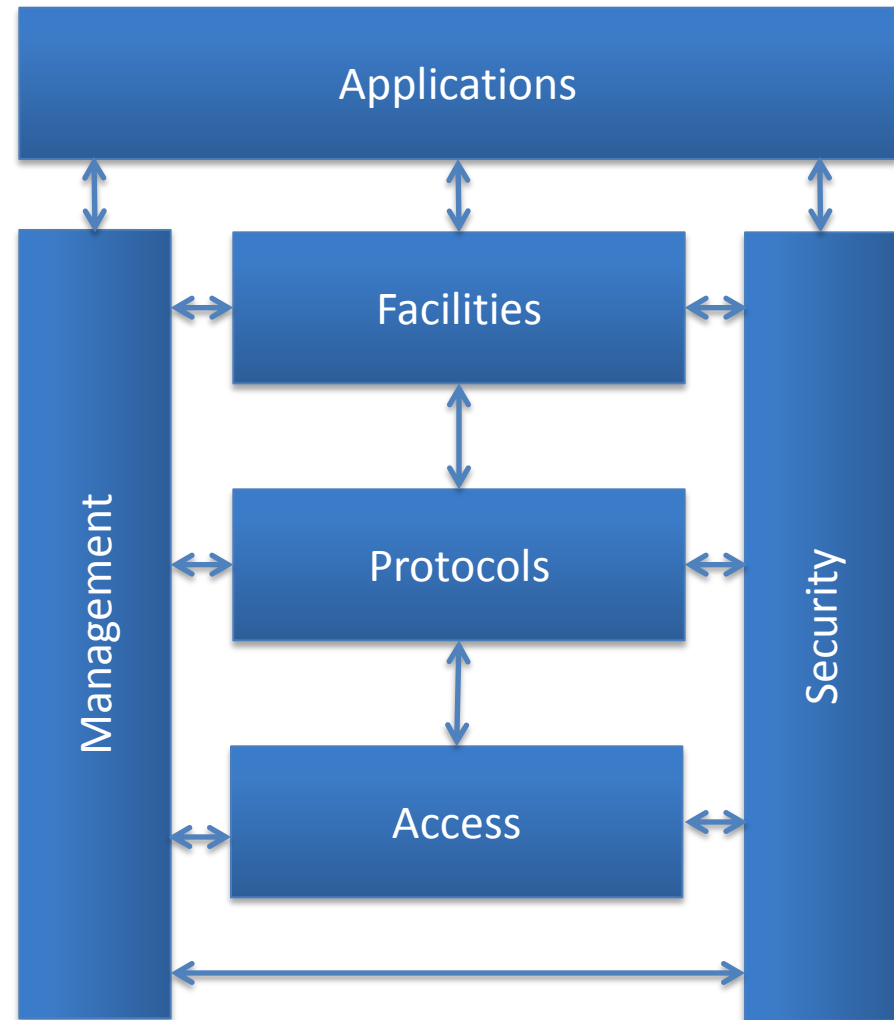 Applications
Facilities
Management
Protocols
Security
Access